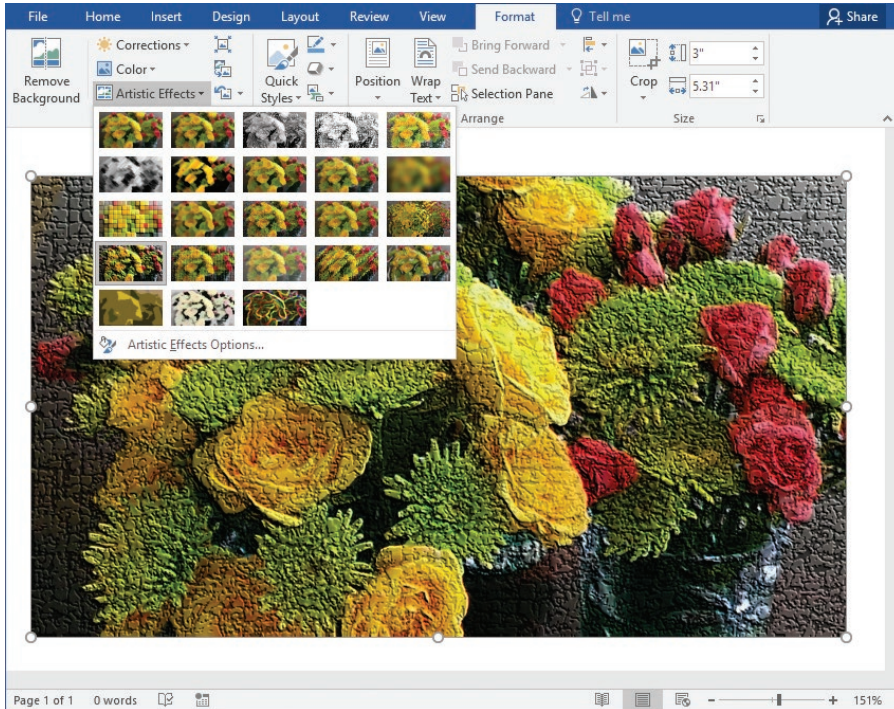 File Home Insert Design Layout Review View Format Tell me Share
Corrections
Color
Artistic Effects
Remove
Background
Quick
Styles
Position
Wrap
Text
Bring Forward
Send Backward
Selection Pane
Arrange
Crop
3"
5.31"
Size
Artistic Effects Options...
Page 1 of 1 0 words 151%